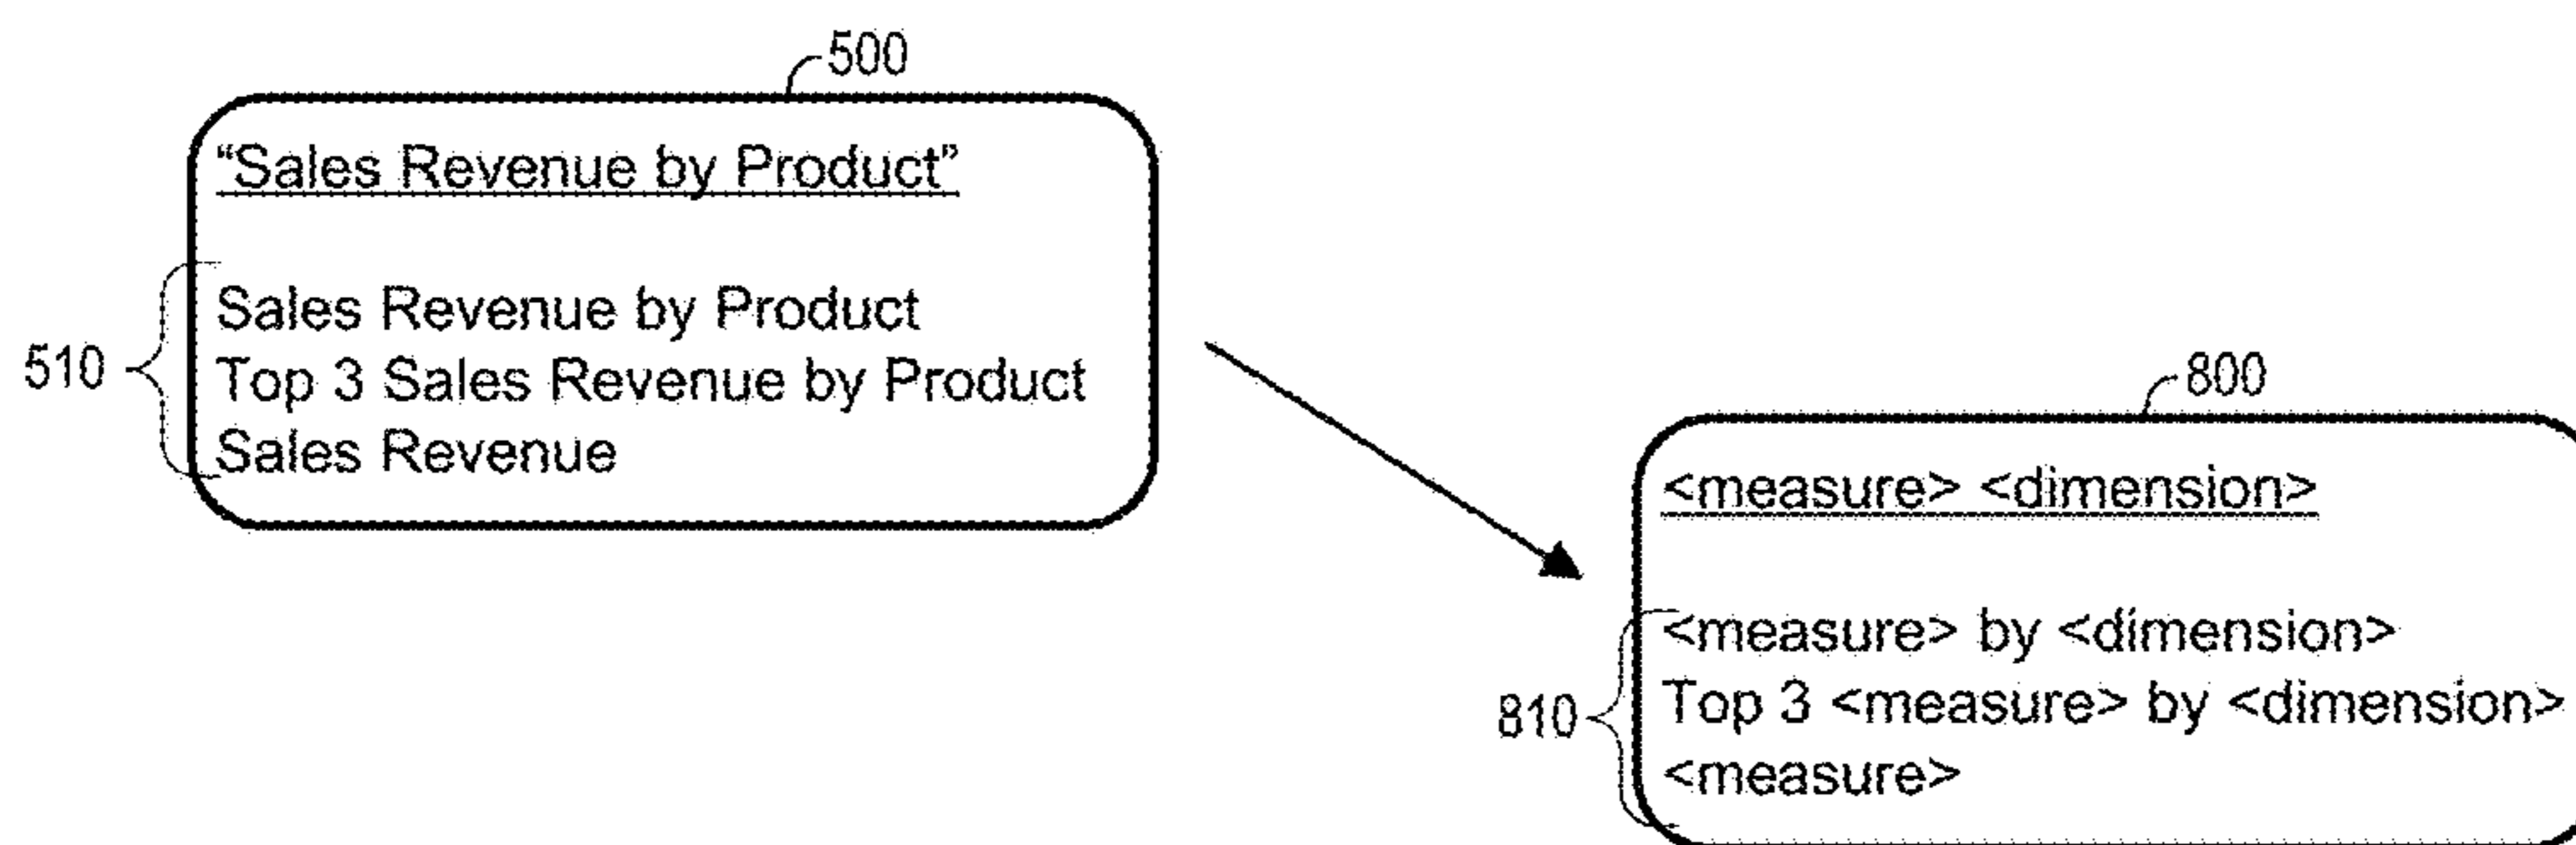 500
“Sales Revenue by Product”
Sales Revenue by Product
510
Top 3 Sales Revenue by Product
Sales Revenue
800
<measure> <dimension>
<measure> by <dimension>
810
Top 3 <measure> by <dimension>
<measure>